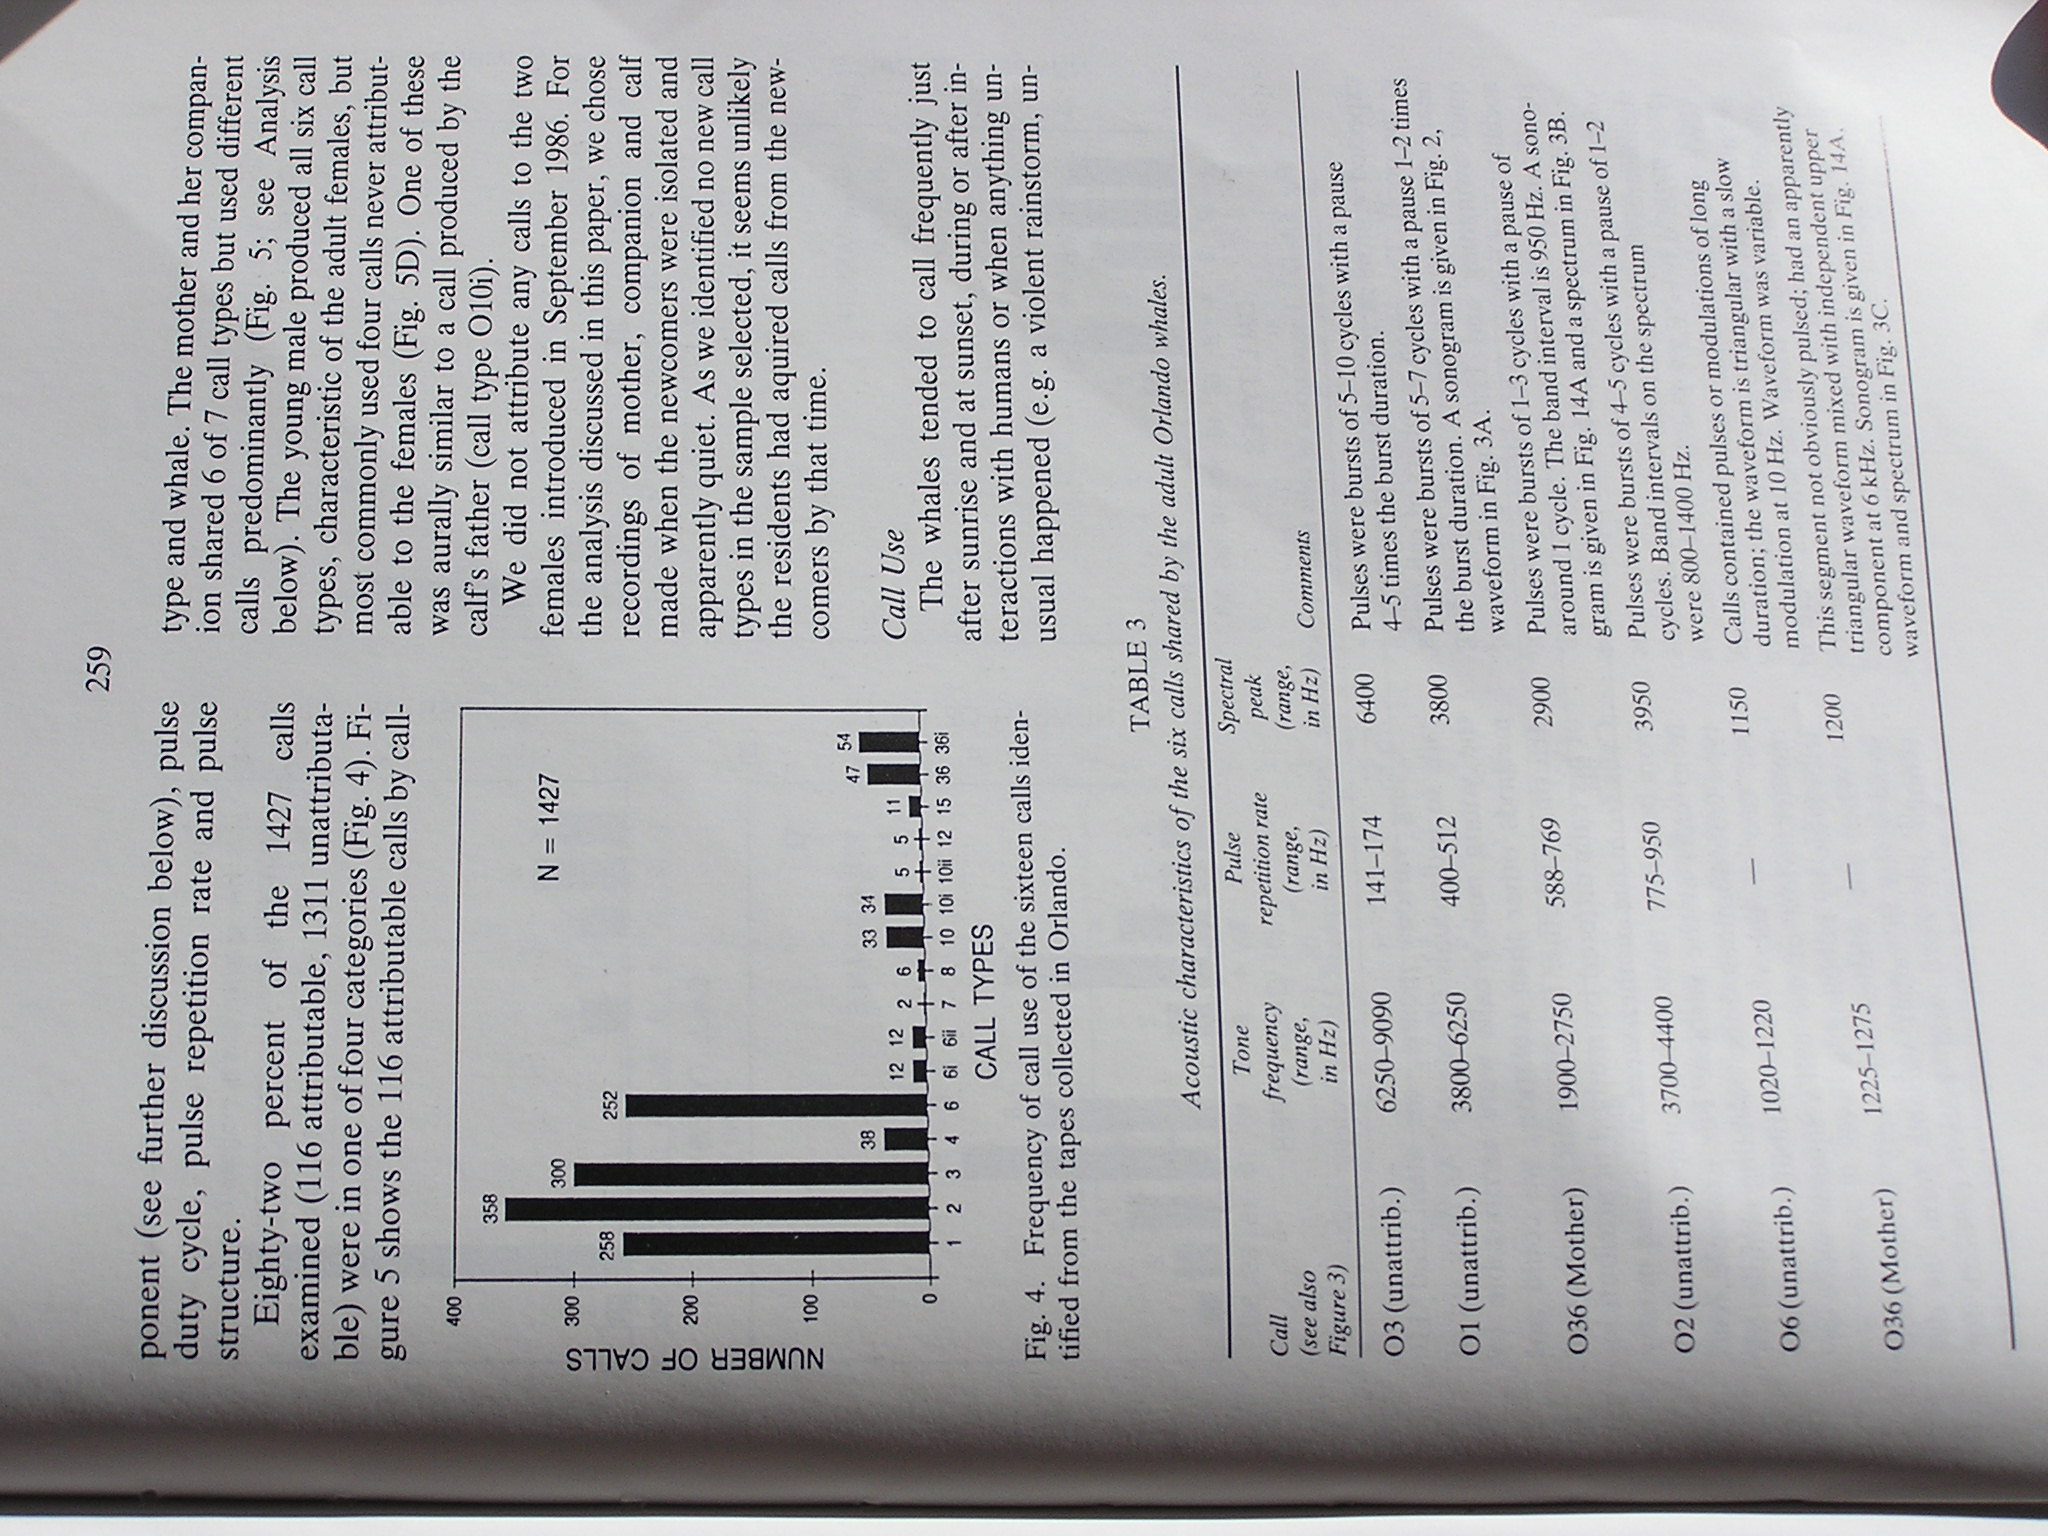 259
ponent (see further discussion below), pulse
duty cycle, pulse repetition rate and pulse
structure.
Eighty-two percent of the 1427 calls
examined (116 attributable, 1311 unattributa-
ble) were in one of four categories (Fig. 4). Fi-
gure 5 shows the 116 attributable calls by call-
NUMBER OF CALLS
400
300
200
100
0
N = 1427
258 358 300 38 252 12 12 2 6 33 34 5 5 11 47 54
1 2 3 4 6 6i 6ii 7 8 10 10i 10ii 12 15 36 36i
CALL TYPES
Fig. 4. Frequency of call use of the sixteen calls iden-
tified from the tapes collected in Orlando.
type and whale. The mother and her compan-
ion shared 6 of 7 call types but used different
calls predominantly (Fig. 5; see Analysis
below). The young male produced all six call
types, characteristic of the adult females, but
most commonly used four calls never attribut-
able to the females (Fig. 5D). One of these
was aurally similar to a call produced by the
calf's father (call type O10i).
We did not attribute any calls to the two
females introduced in September 1986. For
the analysis discussed in this paper, we chose
recordings of mother, companion and calf
made when the newcomers were isolated and
apparently quiet. As we identified no new call
types in the sample selected, it seems unlikely
the residents had aquired calls from the new-
comers by that time.
Call Use
The whales tended to call frequently just
after sunrise and at sunset, during or after in-
teractions with humans or when anything un-
usual happened (e.g. a violent rainstorm, un-
TABLE 3
Acoustic characteristics of the six calls shared by the adult Orlando whales.
Call
(see also
Figure 3)
Tone
frequency
(range,
in Hz)
Pulse
repetition rate
(range,
in Hz)
Spectral
peak
(range,
in Hz)
Comments
O3 (unattrib.) 6250–9090 141–174 6400 Pulses were bursts of 5–10 cycles with a pause
4–5 times the burst duration.
O1 (unattrib.) 3800–6250 400–512 3800 Pulses were bursts of 5–7 cycles with a pause 1–2 times
the burst duration. A sonogram is given in Fig. 2,
waveform in Fig. 3A.
O36 (Mother) 1900–2750 588–769 2900 Pulses were bursts of 1–3 cycles with a pause of
around 1 cycle. The band interval is 950 Hz. A sono-
gram is given in Fig. 14A and a spectrum in Fig. 3B.
O2 (unattrib.) 3700–4400 775–950 3950 Pulses were bursts of 4–5 cycles with a pause of 1–2
cycles. Band intervals on the spectrum
were 800–1400 Hz.
O6 (unattrib.) 1020–1220 — 1150 Calls contained pulses or modulations of long
duration; the waveform is triangular with a slow
modulation at 10 Hz. Waveform was variable.
O36 (Mother) 1225–1275 — 1200 This segment not obviously pulsed; had an apparently
triangular waveform mixed with independent upper
component at 6 kHz. Sonogram is given in Fig. 14A.
waveform and spectrum in Fig. 3C.